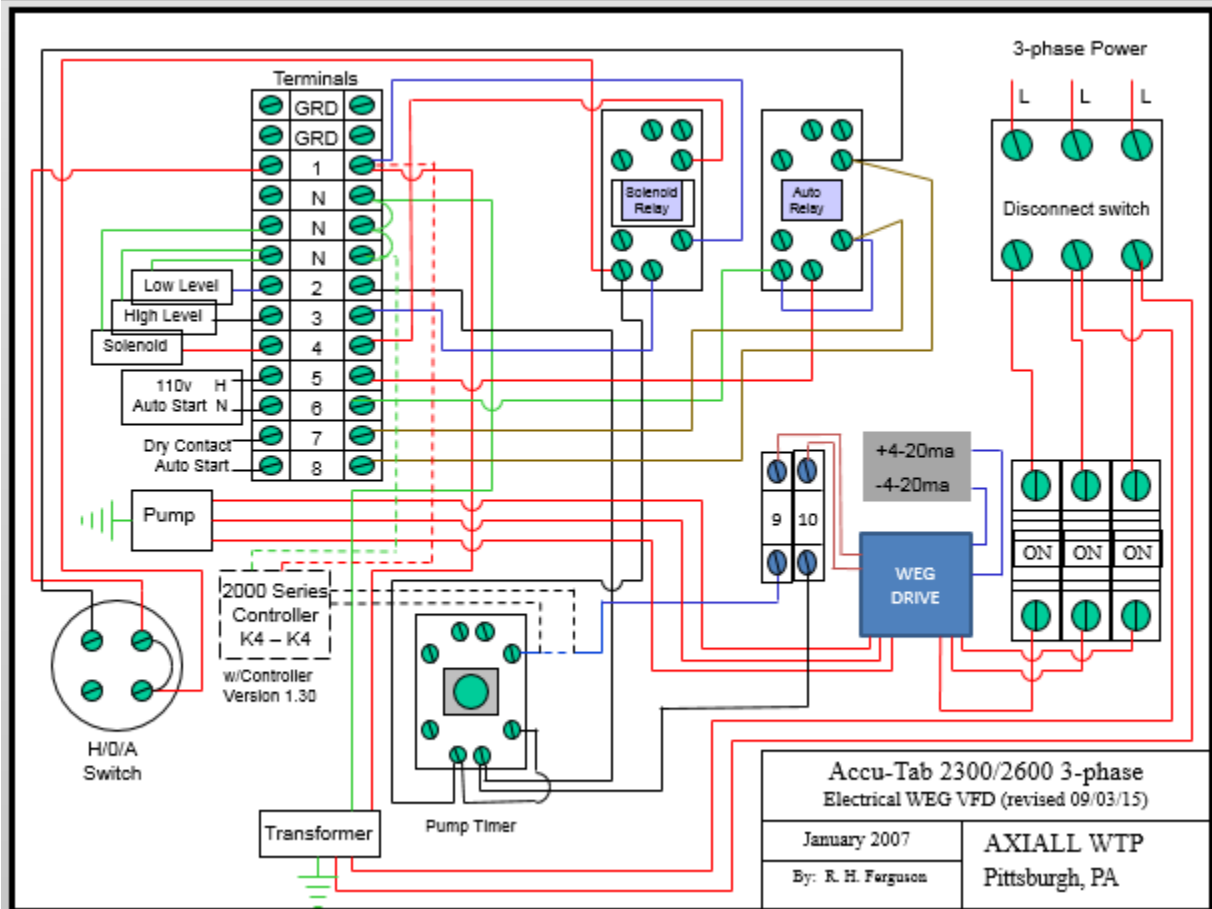 3-phase Power
L L L
Terminals
GRD
GRD
1
N
N
N
2
3
4
5
6
7
8
Low Level
High Level
Solenoid
110v H
Auto Start N
Dry Contact
Auto Start
Solenoid
Relay
Auto
Relay
Disconnect switch
Pump
2000 Series
Controller
K4 – K4
w/Controller
Version 1.30
H/0/A
Switch
Transformer
Pump Timer
9 10
+4-20ma
-4-20ma
WEG
DRIVE
ON ON ON
Accu-Tab 2300/2600 3-phase
Electrical WEG VFD (revised 09/03/15)
January 2007
By: R. H. Ferguson
AXIALL WTP
Pittsburgh, PA